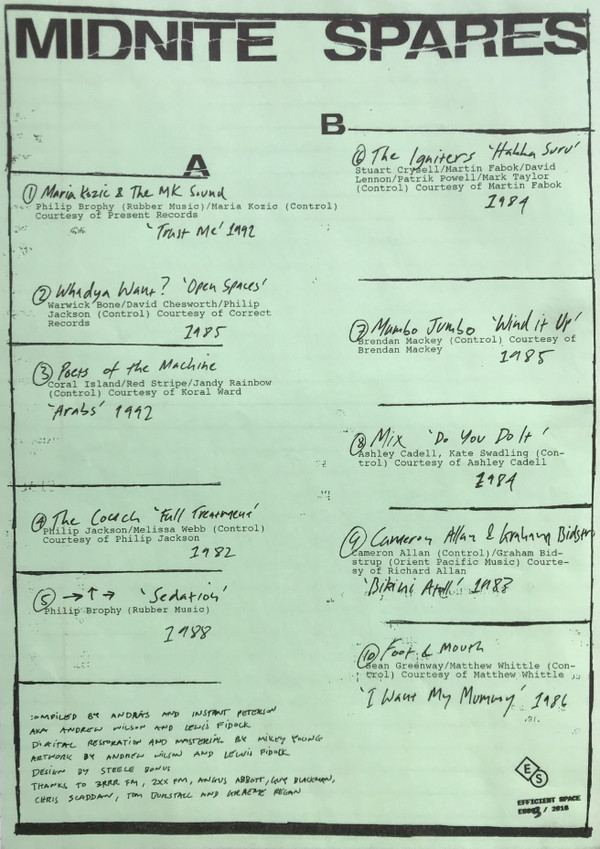 MIDNITE SPARES
A
① Maria Kozic & The MK Sound
Philip Brophy (Rubber Music)/Maria Kozic (Control)
Courtesy of Present Records
'Trust Me' 1992
② Whadya Want? 'Open Spaces'
Warwick Bone/David Chesworth/Philip
Jackson (Control) Courtesy of Correct
Records
1985
③ Poets of the Machine
Coral Island/Red Stripe/Jandy Rainbow
(Control) Courtesy of Koral Ward
'Arabs' 1992
④ The Couch 'Full Treatment'
Philip Jackson/Melissa Webb (Control)
Courtesy of Philip Jackson
1982
⑤ →↑→ 'Sedation'
Philip Brophy (Rubber Music)
1988
COMPILED BY ANDRÁS AND INSTANT PETERSON
AKA ANDREW WILSON AND LEWIS FIDOCK
DIGITAL RESTORATION AND MASTERING BY MIKEY YOUNG
ARTWORK BY ANDREW WILSON AND LEWIS FIDOCK
DESIGN BY STEELE BONUS
THANKS TO 3RRR FM, 2XX FM, ANGUS ABBOTT, GUY BLACKMAN,
CHRIS SCADDAN, TIM DUNSTALL AND GRAEME REGAN
B
⑥ The Igniters 'Hakka Suru'
Stuart Crysell/Martin Fabok/David
Lennon/Patrik Powell/Mark Taylor
(Control) Courtesy of Martin Fabok
1984
⑦ Mumbo Jumbo 'Wind it Up'
Brendan Mackey (Control) Courtesy of
Brendan Mackey
1985
⑧ Mix 'Do You Do It'
Ashley Cadell, Kate Swadling (Con-
trol) Courtesy of Ashley Cadell
1984
⑨ Cameron Allan & Graham Bidstrup
Cameron Allan (Control)/Graham Bid-
strup (Orient Pacific Music) Courte-
sy of Richard Allan
'Bikini Atoll' 1983
⑩ Foot & Mouth
Sean Greenway/Matthew Whittle (Con-
trol) Courtesy of Matthew Whittle
'I Want My Mummy' 1986
E S
EFFICIENT SPACE
/ 2016